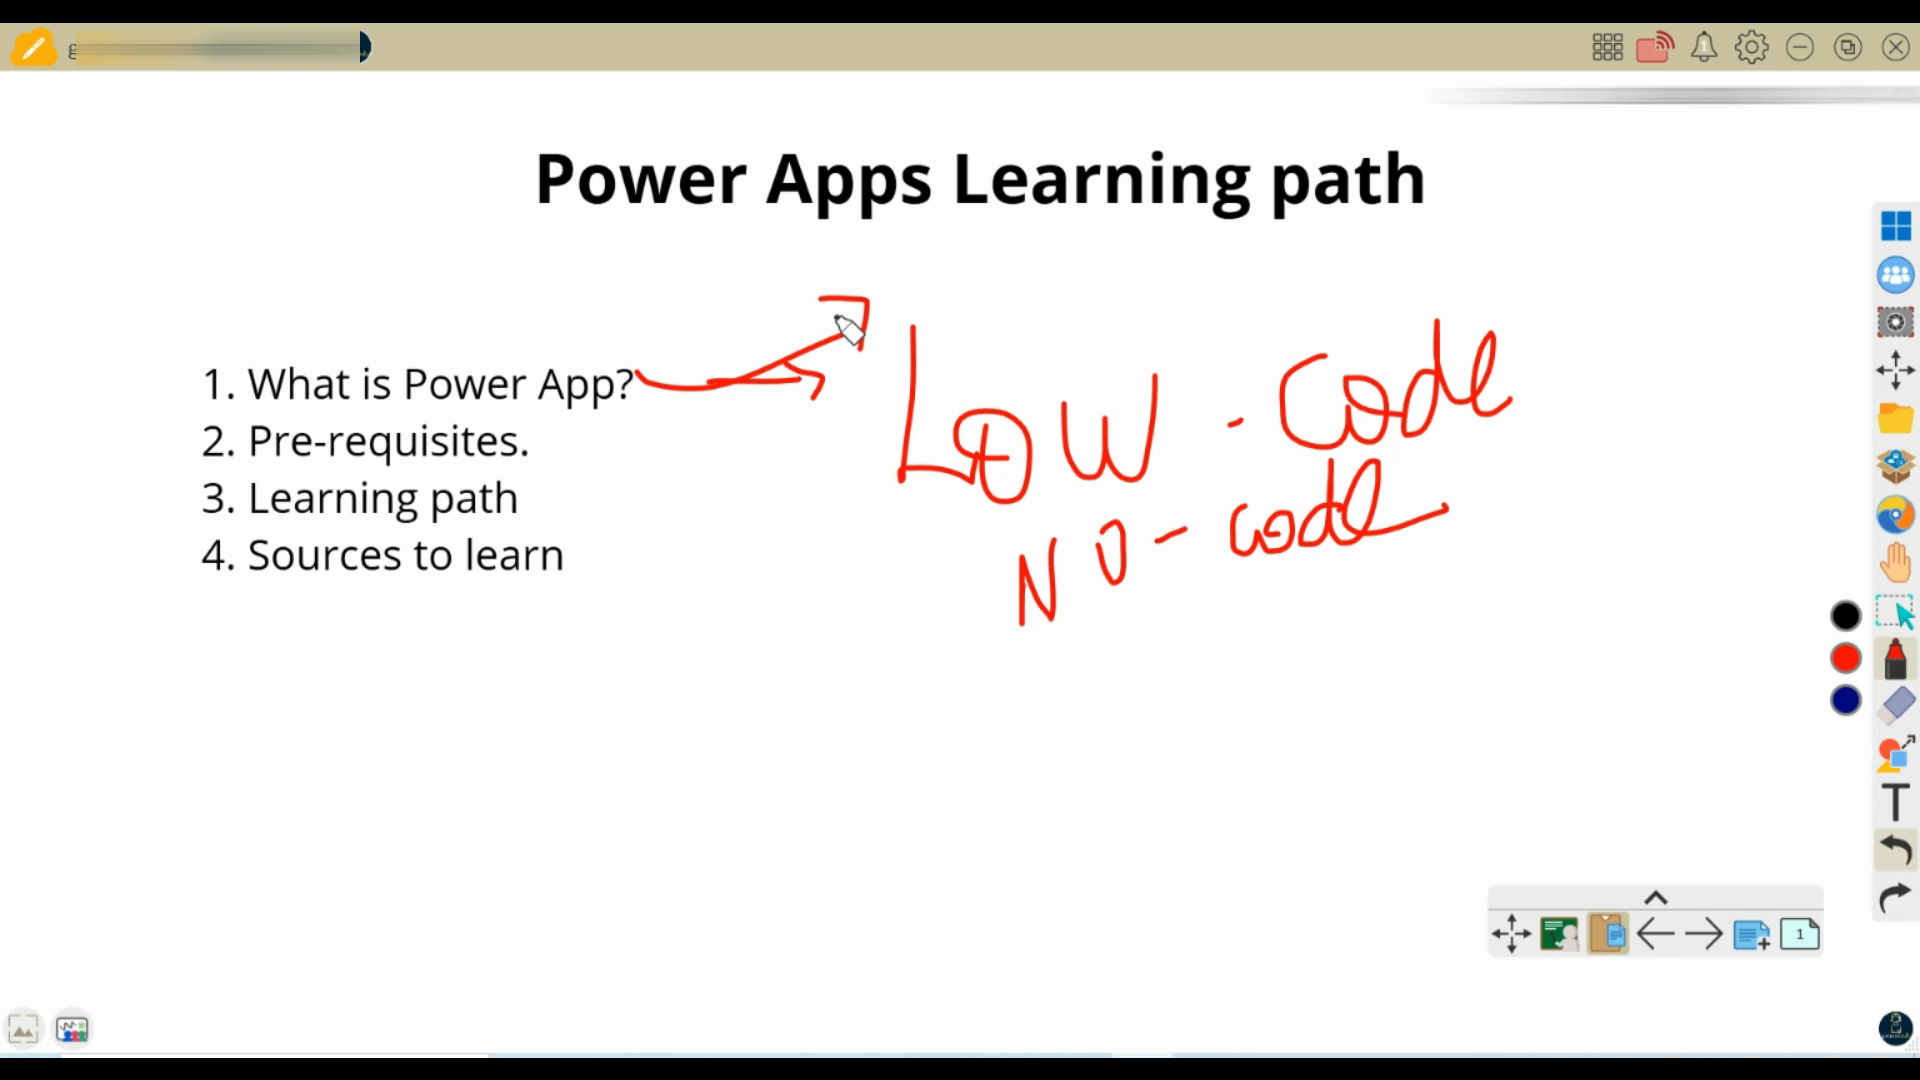 Power Apps Learning path
1. What is Power App?
2. Pre-requisites.
3. Learning path
4. Sources to learn
Low - Code
NO - code
T
1